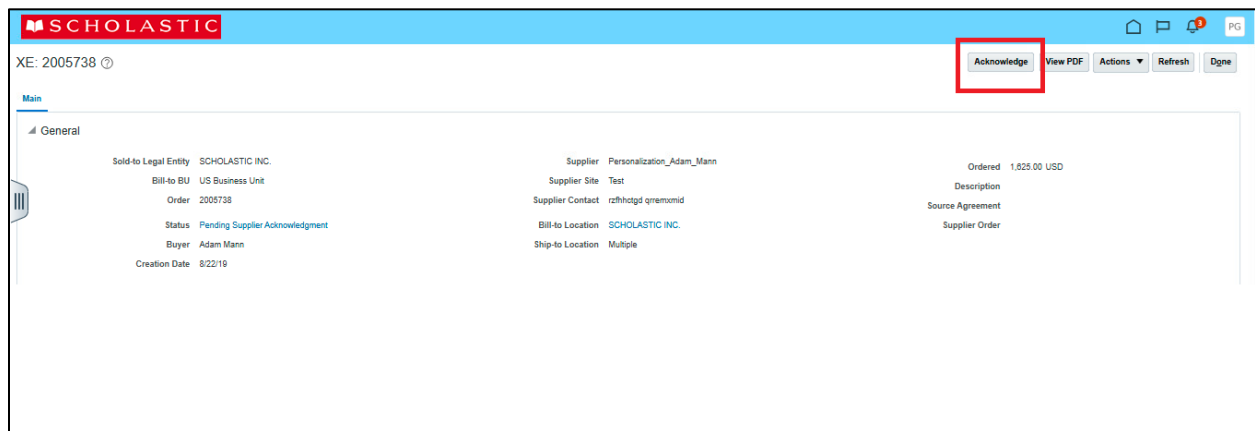 SCHOLASTIC
3
PG
XE: 2005738
Acknowledge View PDF Actions Refresh Done
Main
General
Sold-to Legal Entity SCHOLASTIC INC. Supplier Personalization_Adam_Mann Ordered 1,625.00 USD
Bill-to BU US Business Unit Supplier Site Test Description
Order 2005738 Supplier Contact rzfhhctgd qrremxmid Source Agreement
Status Pending Supplier Acknowledgment Bill-to Location SCHOLASTIC INC. Supplier Order
Buyer Adam Mann Ship-to Location Multiple
Creation Date 8/22/19